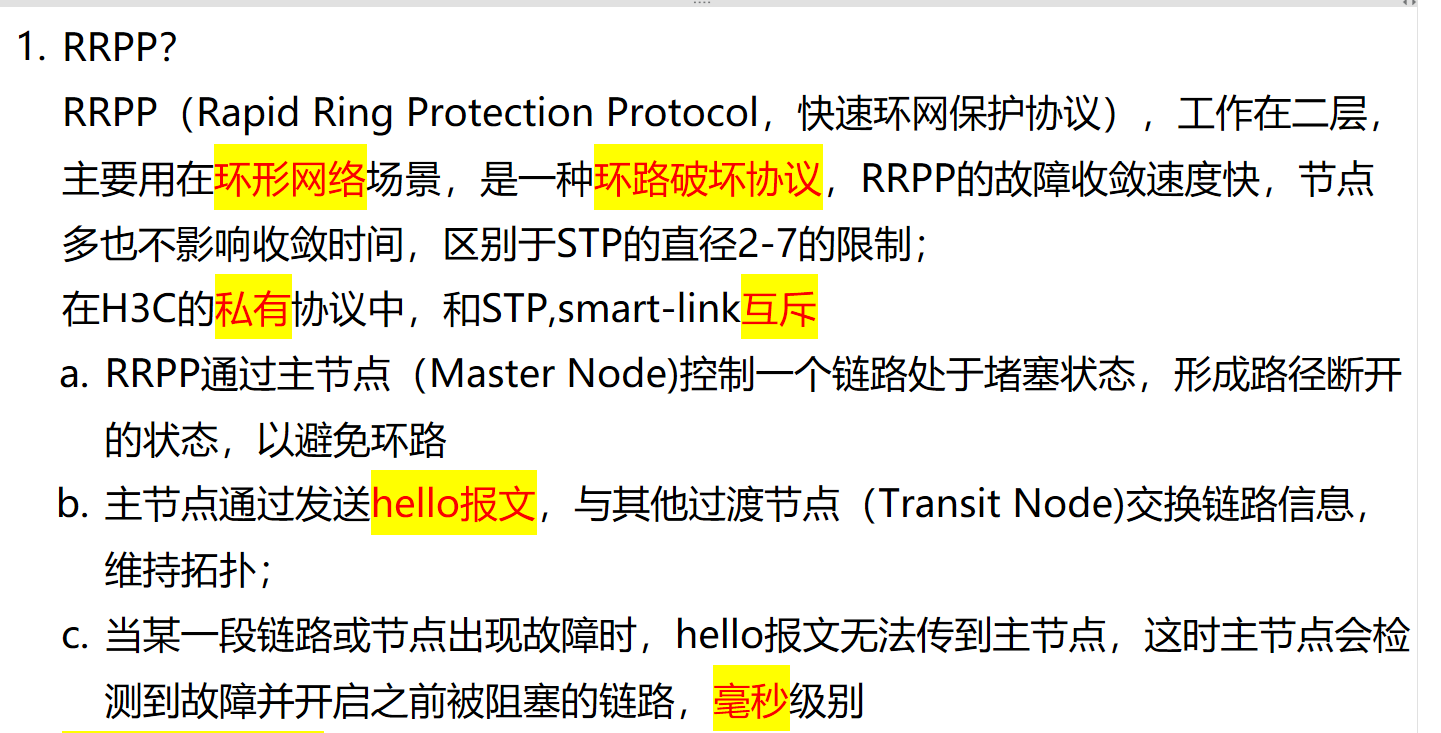 1. RRPP?
RRPP（Rapid Ring Protection Protocol，快速环网保护协议），工作在二层，
主要用在环形网络场景，是一种环路破坏协议，RRPP的故障收敛速度快，节点
多也不影响收敛时间，区别于STP的直径2-7的限制；
在H3C的私有协议中，和STP,smart-link互斥
a. RRPP通过主节点（Master Node)控制一个链路处于堵塞状态，形成路径断开
的状态，以避免环路
b. 主节点通过发送hello报文，与其他过渡节点（Transit Node)交换链路信息，
维持拓扑；
c. 当某一段链路或节点出现故障时，hello报文无法传到主节点，这时主节点会检
测到故障并开启之前被阻塞的链路，毫秒级别